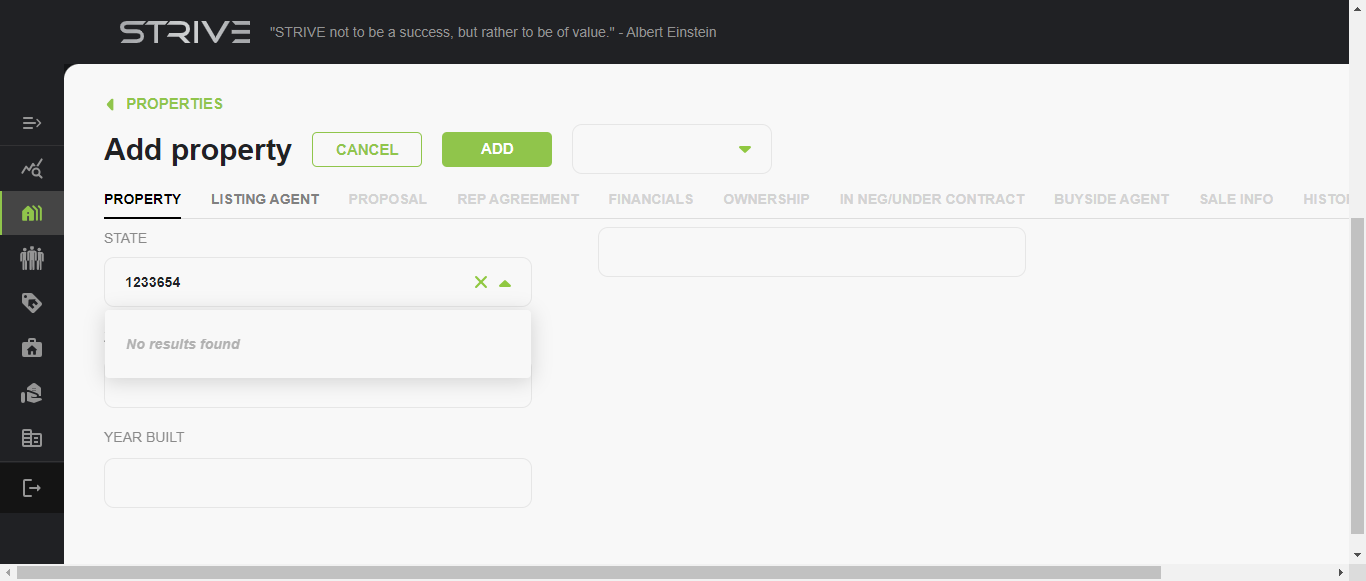 STRIVE "STRIVE not to be a success, but rather to be of value." - Albert Einstein
PROPERTIES
Add property CANCEL ADD
PROPERTY LISTING AGENT PROPOSAL REP AGREEMENT FINANCIALS OWNERSHIP IN NEG/UNDER CONTRACT BUYSIDE AGENT SALE INFO HISTO
STATE
1233654
No results found
YEAR BUILT